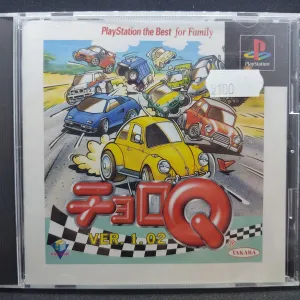 PlayStation the Best for Family
PlayStation
100
チョロQ
VER. 1.02
TAKARA